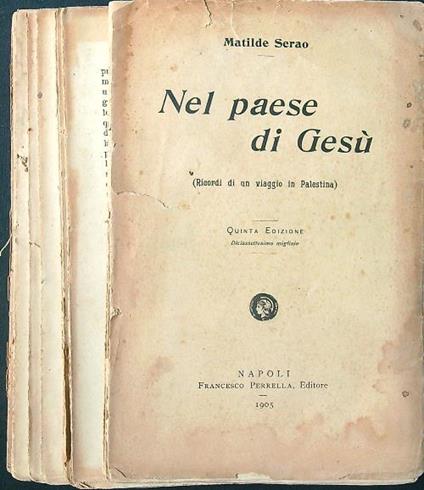 Matilde Serao
Nel paese
di Gesù
(Ricordi di un viaggio in Palestina)
QUINTA EDIZIONE
Diciassettesimo migliaio
NAPOLI
FRANCESCO PERRELLA, Editore
1905